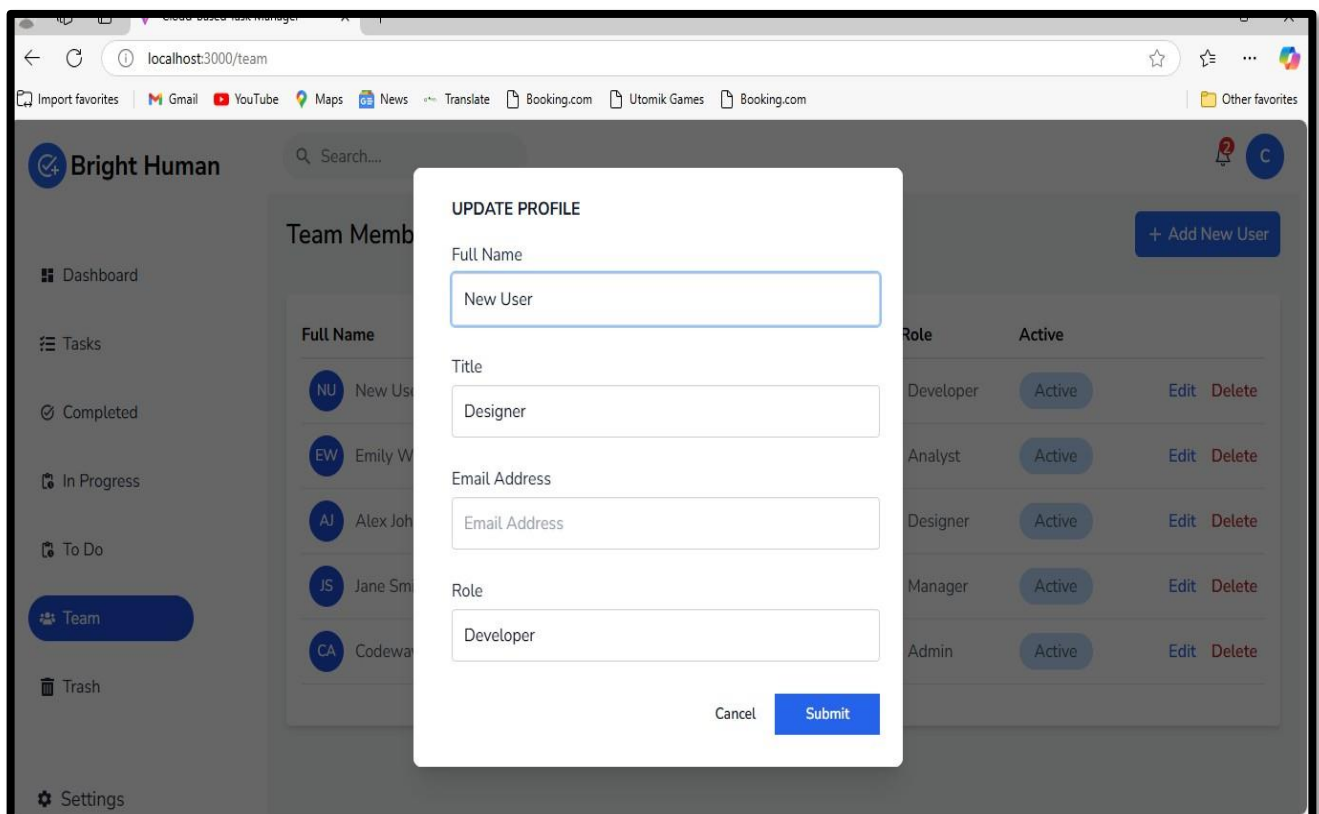 Cloud-Based Task Manager
localhost:3000/team
Import favorites Gmail YouTube Maps News Translate Booking.com Utomik Games Booking.com Other favorites
Bright Human
Search....
2
C
Team Memb
+ Add New User
Dashboard
Tasks
Completed
In Progress
To Do
Team
Trash
Settings
Full Name Role Active
NU New Use Developer Active Edit Delete
EW Emily W Analyst Active Edit Delete
AJ Alex Joh Designer Active Edit Delete
JS Jane Smi Manager Active Edit Delete
CA Codewa Admin Active Edit Delete
UPDATE PROFILE
Full Name
New User
Title
Designer
Email Address
Email Address
Role
Developer
Cancel Submit